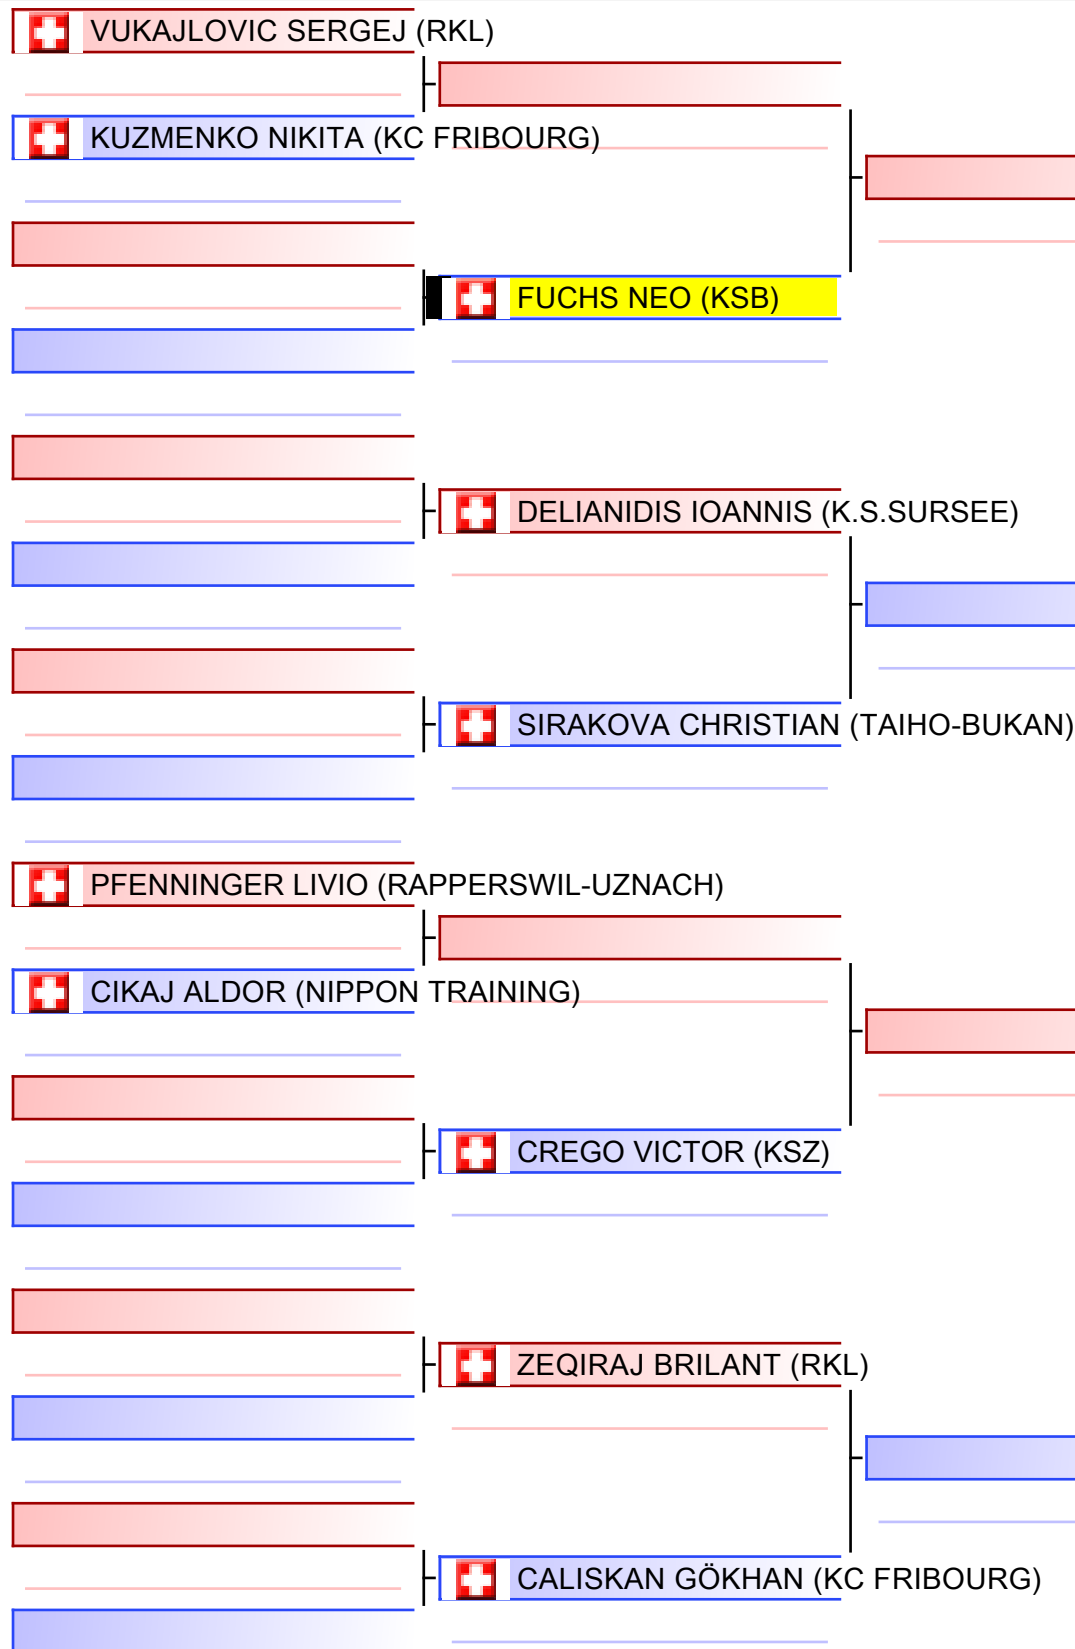 VUKAJLOVIC SERGEJ (RKL)
KUZMENKO NIKITA (KC FRIBOURG)
FUCHS NEO (KSB)
DELIANIDIS IOANNIS (K.S.SURSEE)
SIRAKOVA CHRISTIAN (TAIHO-BUKAN)
PFENNINGER LIVIO (RAPPERSWIL-UZNACH)
CIKAJ ALDOR (NIPPON TRAINING)
CREGO VICTOR (KSZ)
ZEQIRAJ BRILANT (RKL)
CALISKAN GÖKHAN (KC FRIBOURG)